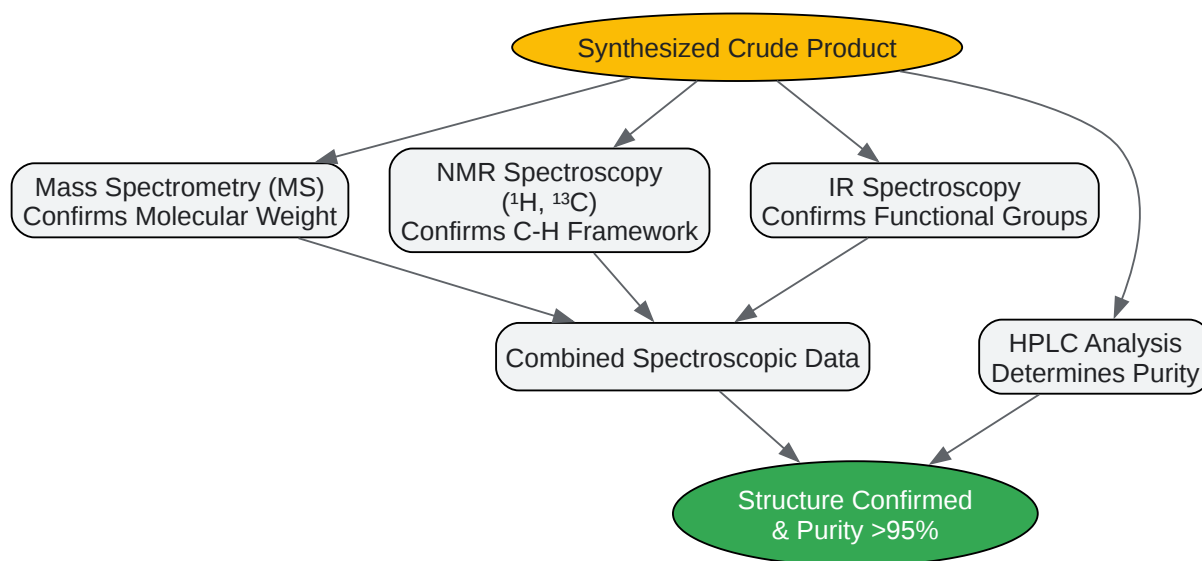 Synthesized Crude Product
Mass Spectrometry (MS)
Confirms Molecular Weight
NMR Spectroscopy
(¹H, ¹³C)
Confirms C-H Framework
IR Spectroscopy
Confirms Functional Groups
Combined Spectroscopic Data
HPLC Analysis
Determines Purity
Structure Confirmed
& Purity >95%